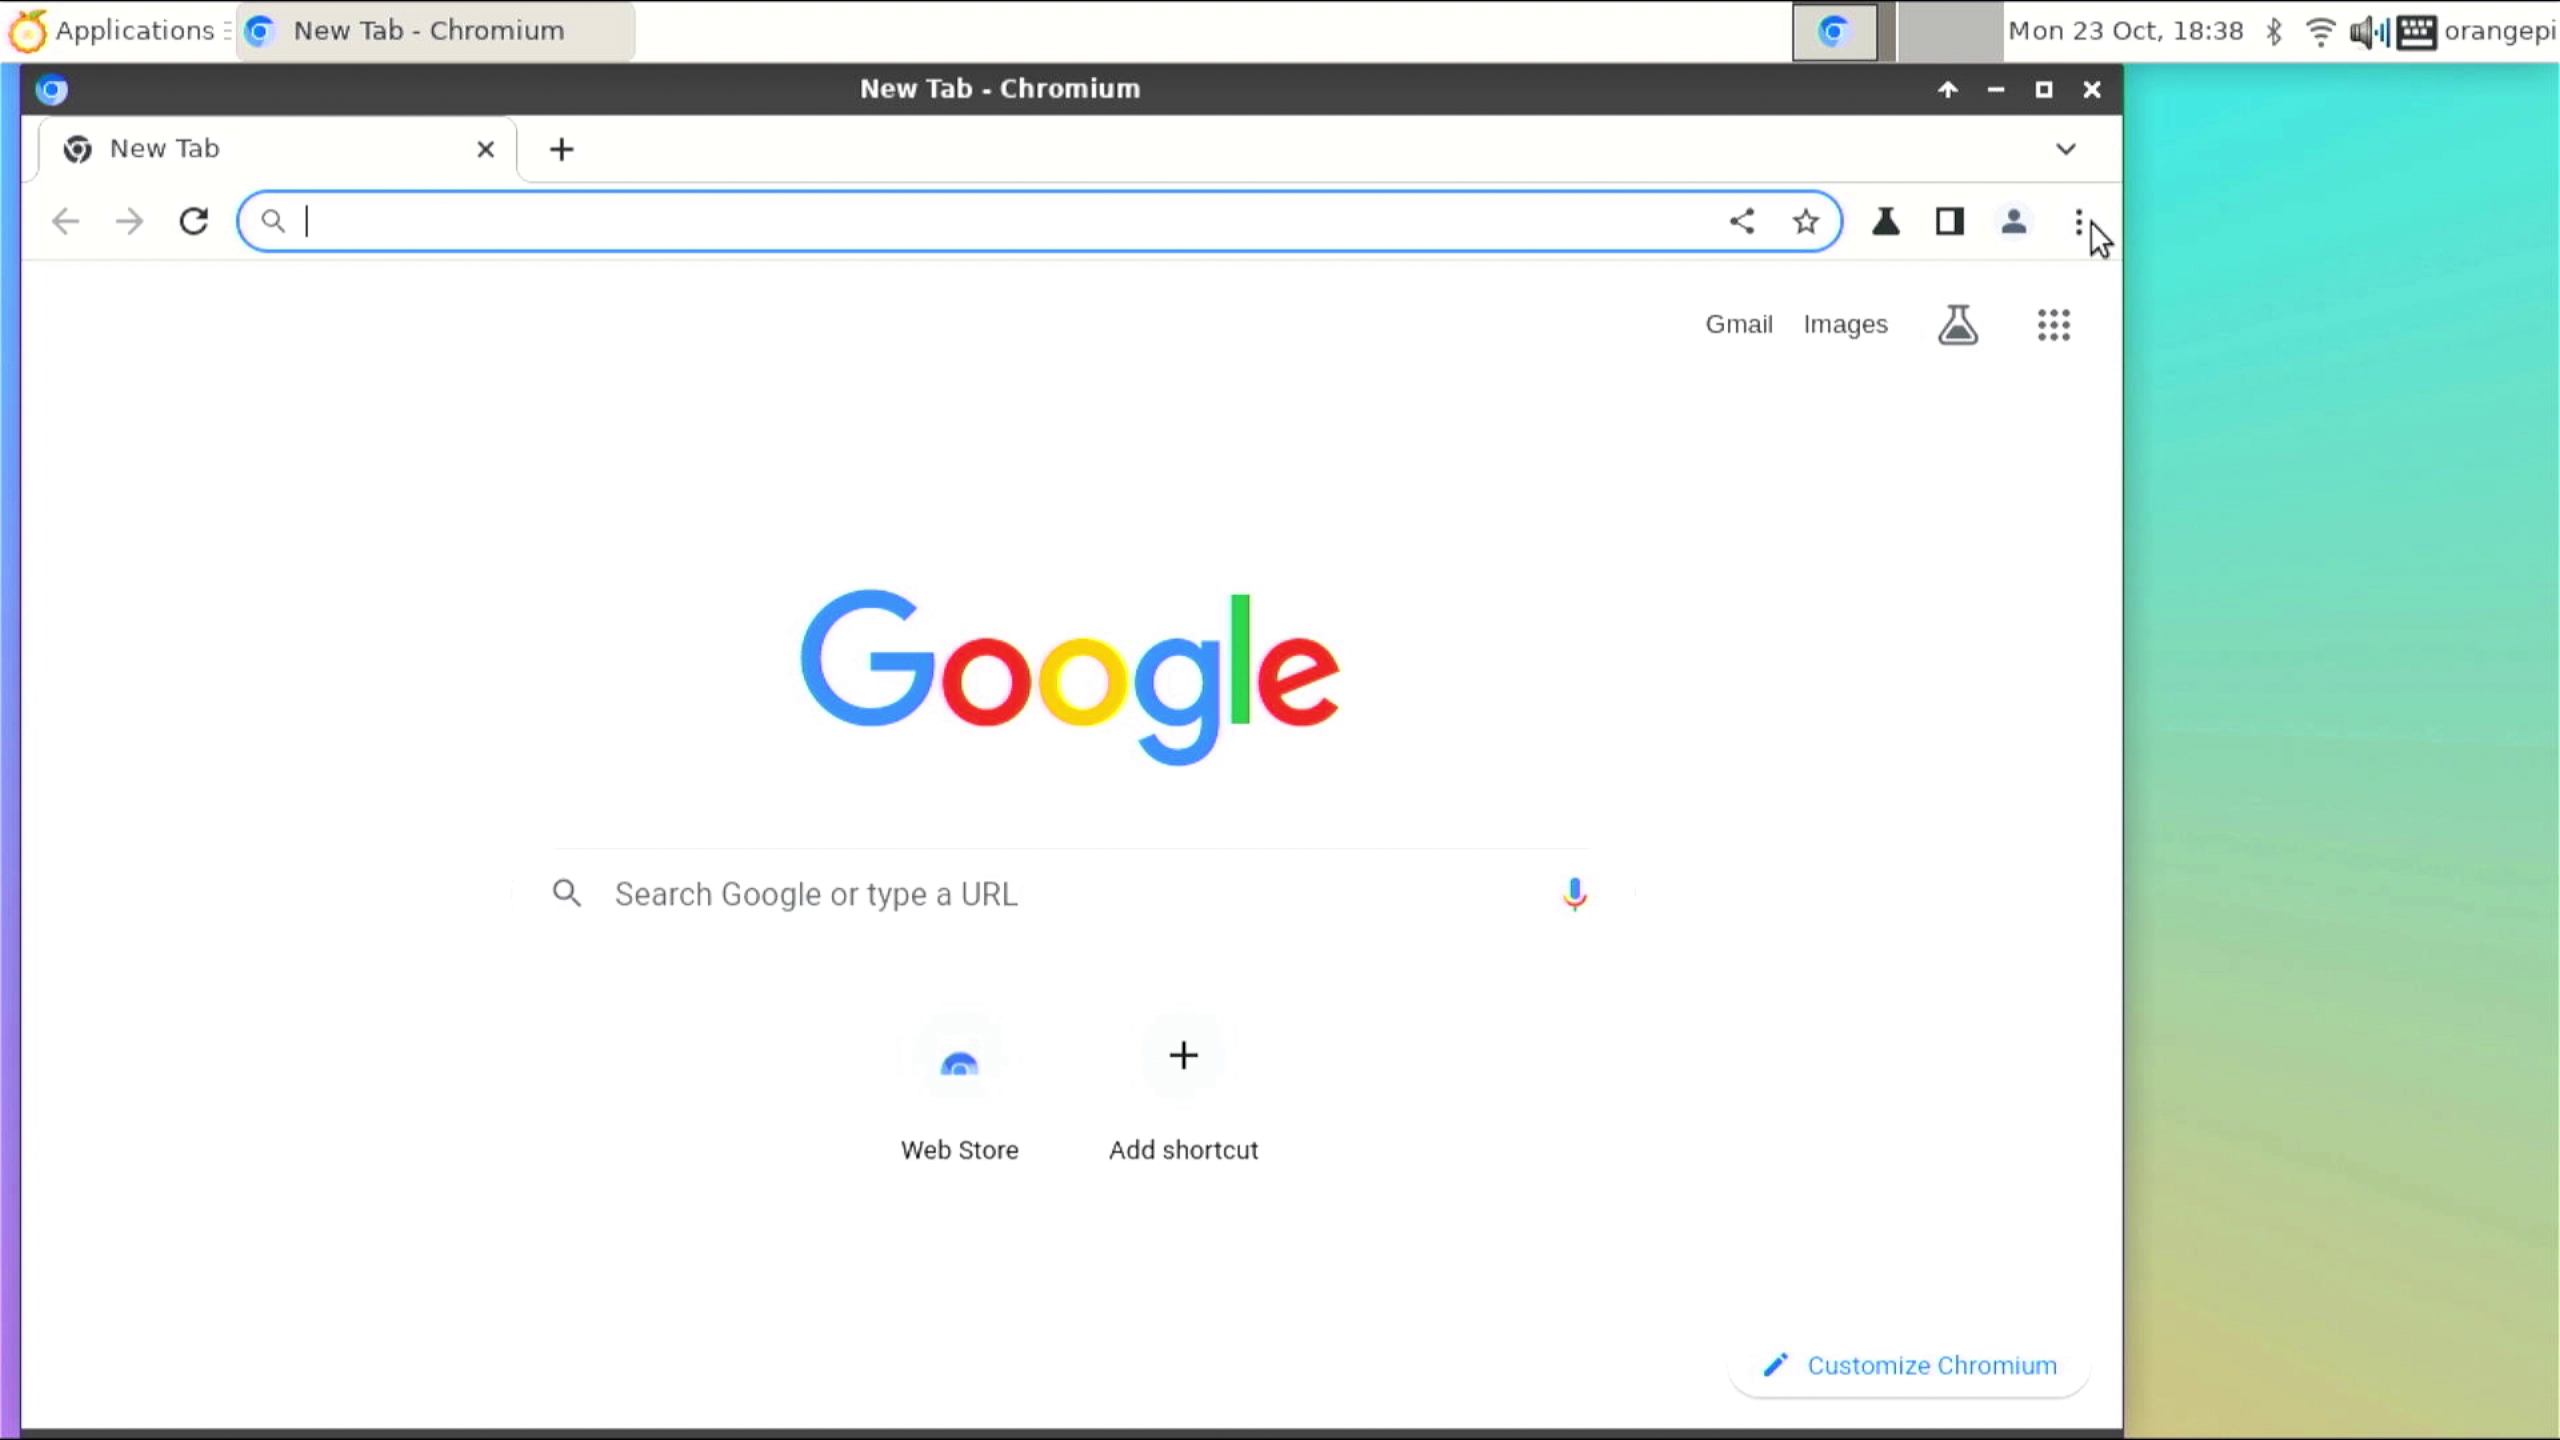 Applications
New Tab - Chromium
Mon 23 Oct, 18:38
orangepi
New Tab - Chromium
New Tab
Gmail
Images
Google
Search Google or type a URL
Web Store
Add shortcut
Customize Chromium